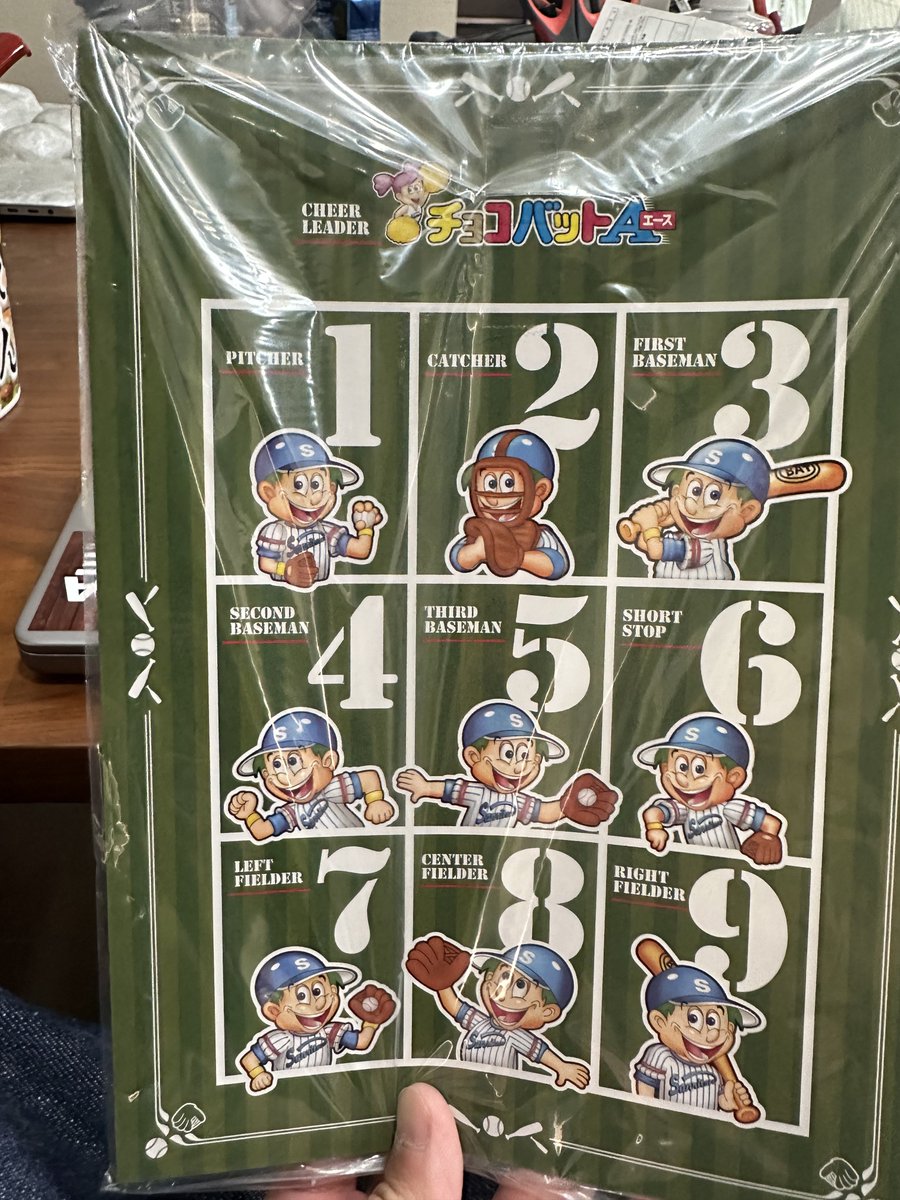 CHEER
LEADER
チョコバットA
エース
PITCHER
1
CATCHER
2
FIRST
BASEMAN
3
S
S
BAT
SECOND
BASEMAN
4
THIRD
BASEMAN
5
SHORT
STOP
6
S
S
S
LEFT
FIELDER
7
CENTER
FIELDER
8
RIGHT
FIELDER
9
S
S
S